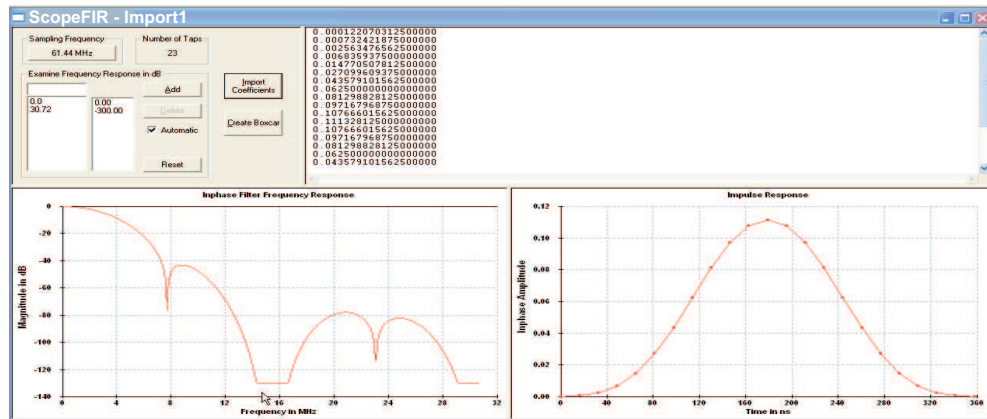 ScopeFIR - Import1
Sampling Frequency
61.44 MHz
Number of Taps
23
Examine Frequency Response in dB
0.0
30.72
0.00
-300.00
Add
Delete
Automatic
Reset
Import
Coefficients
Create Boxcar
0.000122070312500000
0.000732421875000000
0.002563476562500000
0.006835937500000000
0.014770507812500000
0.027099609375000000
0.043579101562500000
0.062500000000000000
0.081298828125000000
0.097167968750000000
0.107666015625000000
0.111328125000000000
0.107666015625000000
0.097167968750000000
0.081298828125000000
0.062500000000000000
0.043579101562500000
Inphase Filter Frequency Response
Magnitude in dB
0
-20
-40
-60
-80
-100
-120
-140
0 4 8 12 16 20 24 28 32
Frequency in MHz
Impulse Response
Inphase Amplitude
0.12
0.10
0.08
0.06
0.04
0.02
0.00
0 40 80 120 160 200 240 280 320 360
Time in ns